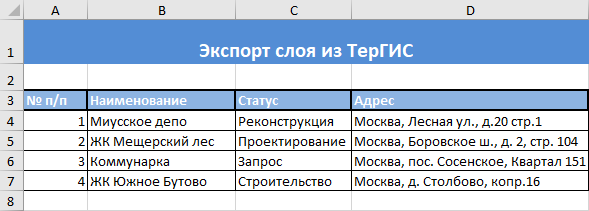 A B C D
1 Экспорт слоя из ТерГИС
2
3 № п/п Наименование Статус Адрес
4 1 Миусское депо Реконструкция Москва, Лесная ул., д.20 стр.1
5 2 ЖК Мещерский лес Проектирование Москва, Боровское ш., д. 2, стр. 104
6 3 Коммунарка Запрос Москва, пос. Сосенское, Квартал 151
7 4 ЖК Южное Бутово Строительство Москва, д. Столбово, копр.16
8